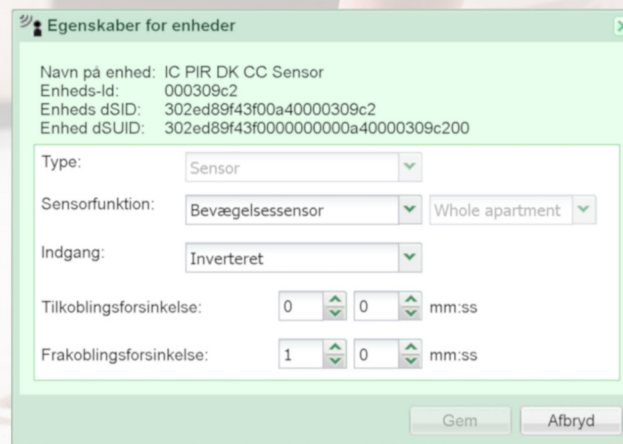 Egenskaber for enheder
Navn på enhed: IC PIR DK CC Sensor
Enheds-Id: 000309c2
Enheds dSID: 302ed89f43f00a40000309c2
Enhed dSUID: 302ed89f43f0000000000a40000309c200
Type: Sensor
Sensorfunktion: Bevægelsessensor Whole apartment
Indgang: Inverteret
Tilkoblingsforsinkelse: 0 0 mm:ss
Frakoblingsforsinkelse: 1 0 mm:ss
Gem Afbryd